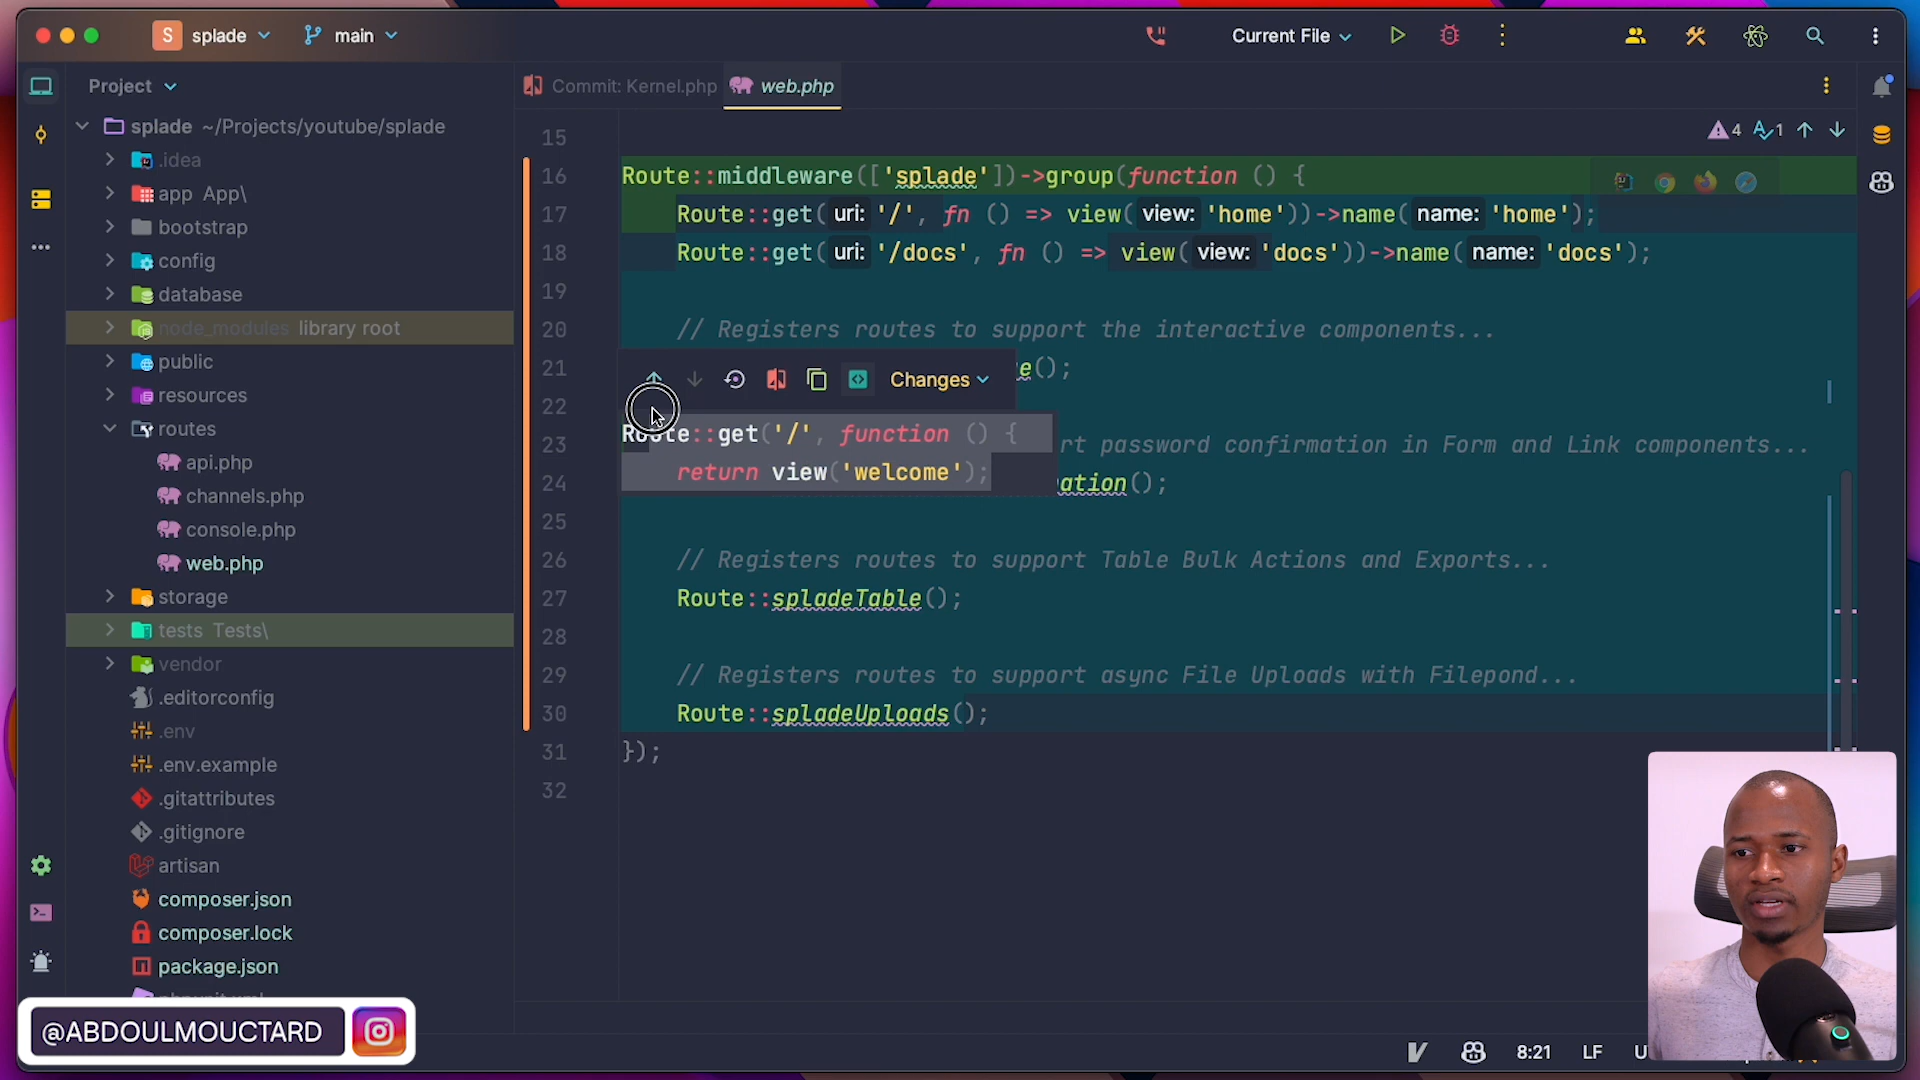 S splade main Current File
Project Commit: Kernel.php web.php
splade ~/Projects/youtube/splade
.idea
app App\
bootstrap
config
database
node_modules library root
public
resources
routes
api.php
channels.php
console.php
web.php
storage
tests Tests\
vendor
.editorconfig
.env
.env.example
.gitattributes
.gitignore
artisan
composer.json
composer.lock
package.json
@ABDOULMOUCTARD
4 1
15
16 Route::middleware(['splade'])->group(function () {
17 Route::get( uri: '/', fn () => view( view: 'home'))->name( name: 'home');
18 Route::get( uri: '/docs', fn () => view( view: 'docs'))->name( name: 'docs');
19
20 // Registers routes to support the interactive components...
21 e();
22 Changes
Route::get('/', function () {
23 rt password confirmation in Form and Link components...
return view('welcome');
24 ation();
25
26 // Registers routes to support Table Bulk Actions and Exports...
27 Route::spladeTable();
28
29 // Registers routes to support async File Uploads with Filepond...
30 Route::spladeUploads();
31 });
32
8:21 LF U